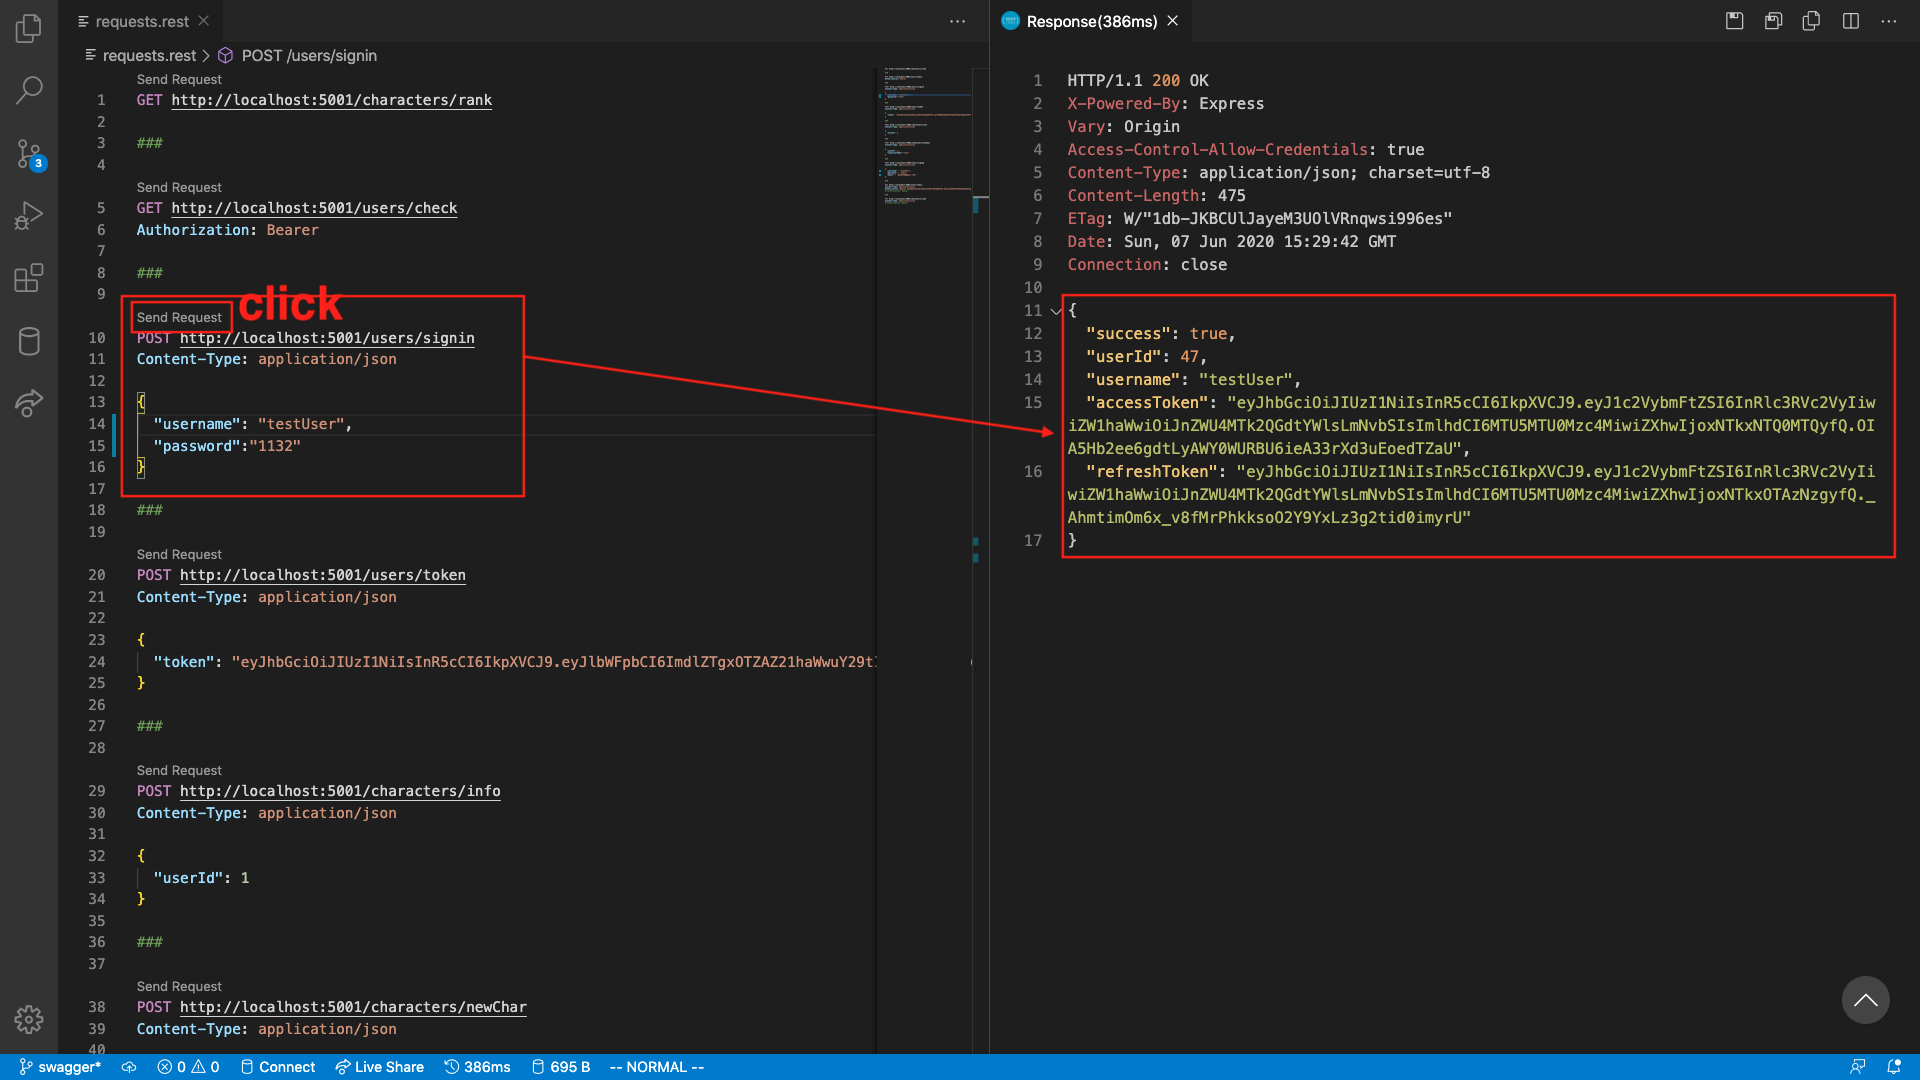 requests.rest
requests.rest > POST /users/signin
Send Request
1 GET http://localhost:5001/characters/rank
2
3 ###
4
Send Request
5 GET http://localhost:5001/users/check
6 Authorization: Bearer
7
8 ###
9
click
Send Request
10 POST http://localhost:5001/users/signin
11 Content-Type: application/json
12
13 {
14 "username": "testUser",
15 "password":"1132"
16 }
17
18 ###
19
Send Request
20 POST http://localhost:5001/users/token
21 Content-Type: application/json
22
23 {
24 "token": "eyJhbGciOiJIUzI1NiIsInR5cCI6IkpXVCJ9.eyJlbWFpbCI6ImdlZTgxOTZAZ21haWwuY29t
25 }
26
27 ###
28
Send Request
29 POST http://localhost:5001/characters/info
30 Content-Type: application/json
31
32 {
33 "userId": 1
34 }
35
36 ###
37
Send Request
38 POST http://localhost:5001/characters/newChar
39 Content-Type: application/json
40
Response(386ms)
1 HTTP/1.1 200 OK
2 X-Powered-By: Express
3 Vary: Origin
4 Access-Control-Allow-Credentials: true
5 Content-Type: application/json; charset=utf-8
6 Content-Length: 475
7 ETag: W/"1db-JKBCUlJayeM3UOlVRnqwsi996es"
8 Date: Sun, 07 Jun 2020 15:29:42 GMT
9 Connection: close
10
11 {
12 "success": true,
13 "userId": 47,
14 "username": "testUser",
15 "accessToken": "eyJhbGciOiJIUzI1NiIsInR5cCI6IkpXVCJ9.eyJ1c2VybmFtZSI6InRlc3RVc2VyIiw
iZW1haWwiOiJnZWU4MTk2QGdtYWlsLmNvbSIsImlhdCI6MTU5MTU0Mzc4MiwiZXhwIjoxNTkxNTQ0MTQyfQ.OI
A5Hb2ee6gdtLyAWY0WURBU6ieA33rXd3uEoedTZaU",
16 "refreshToken": "eyJhbGciOiJIUzI1NiIsInR5cCI6IkpXVCJ9.eyJ1c2VybmFtZSI6InRlc3RVc2VyIi
wiZW1haWwiOiJnZWU4MTk2QGdtYWlsLmNvbSIsImlhdCI6MTU5MTU0Mzc4MiwiZXhwIjoxNTkxOTAzNzgyfQ._
AhmtimOm6x_v8fMrPhkksoO2Y9YxLz3g2tid0imyrU"
17 }
3
swagger* 0 0 Connect Live Share 386ms 695 B -- NORMAL --